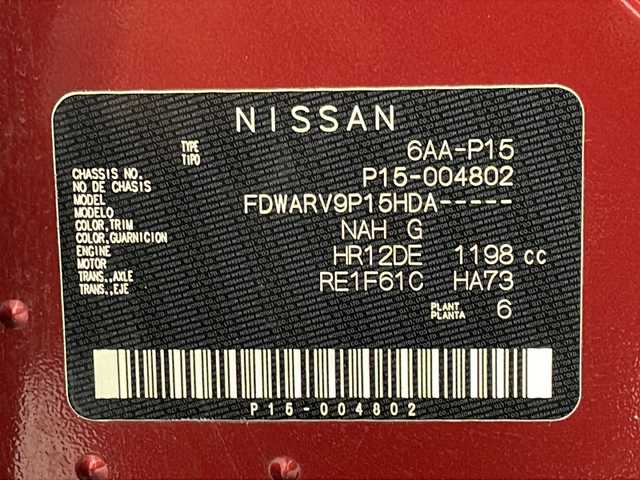 NISSAN
TYPE
TIPO
6AA-P15
CHASSIS NO.
NO DE CHASIS
P15-004802
MODEL
MODELO
FDWARV9P15HDA-----
COLOR,TRIM
COLOR,GUARNICION
NAH G
ENGINE
MOTOR
HR12DE 1198 cc
TRANS.,AXLE
TRANS.,EJE
RE1F61C HA73
PLANT
PLANTA
6
P15-004802